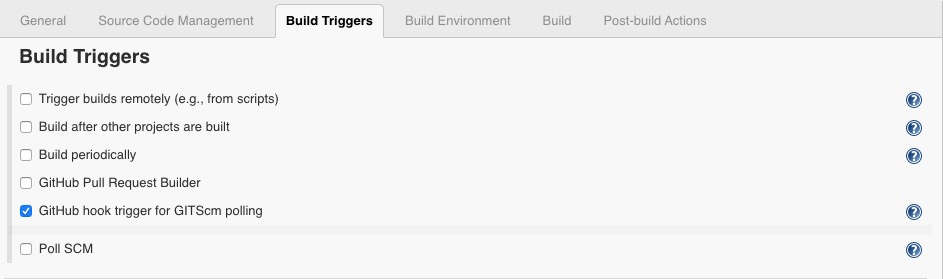 General Source Code Management Build Triggers Build Environment Build Post-build Actions
Build Triggers
Trigger builds remotely (e.g., from scripts) ?
Build after other projects are built ?
Build periodically ?
GitHub Pull Request Builder
GitHub hook trigger for GITScm polling ?
Poll SCM ?